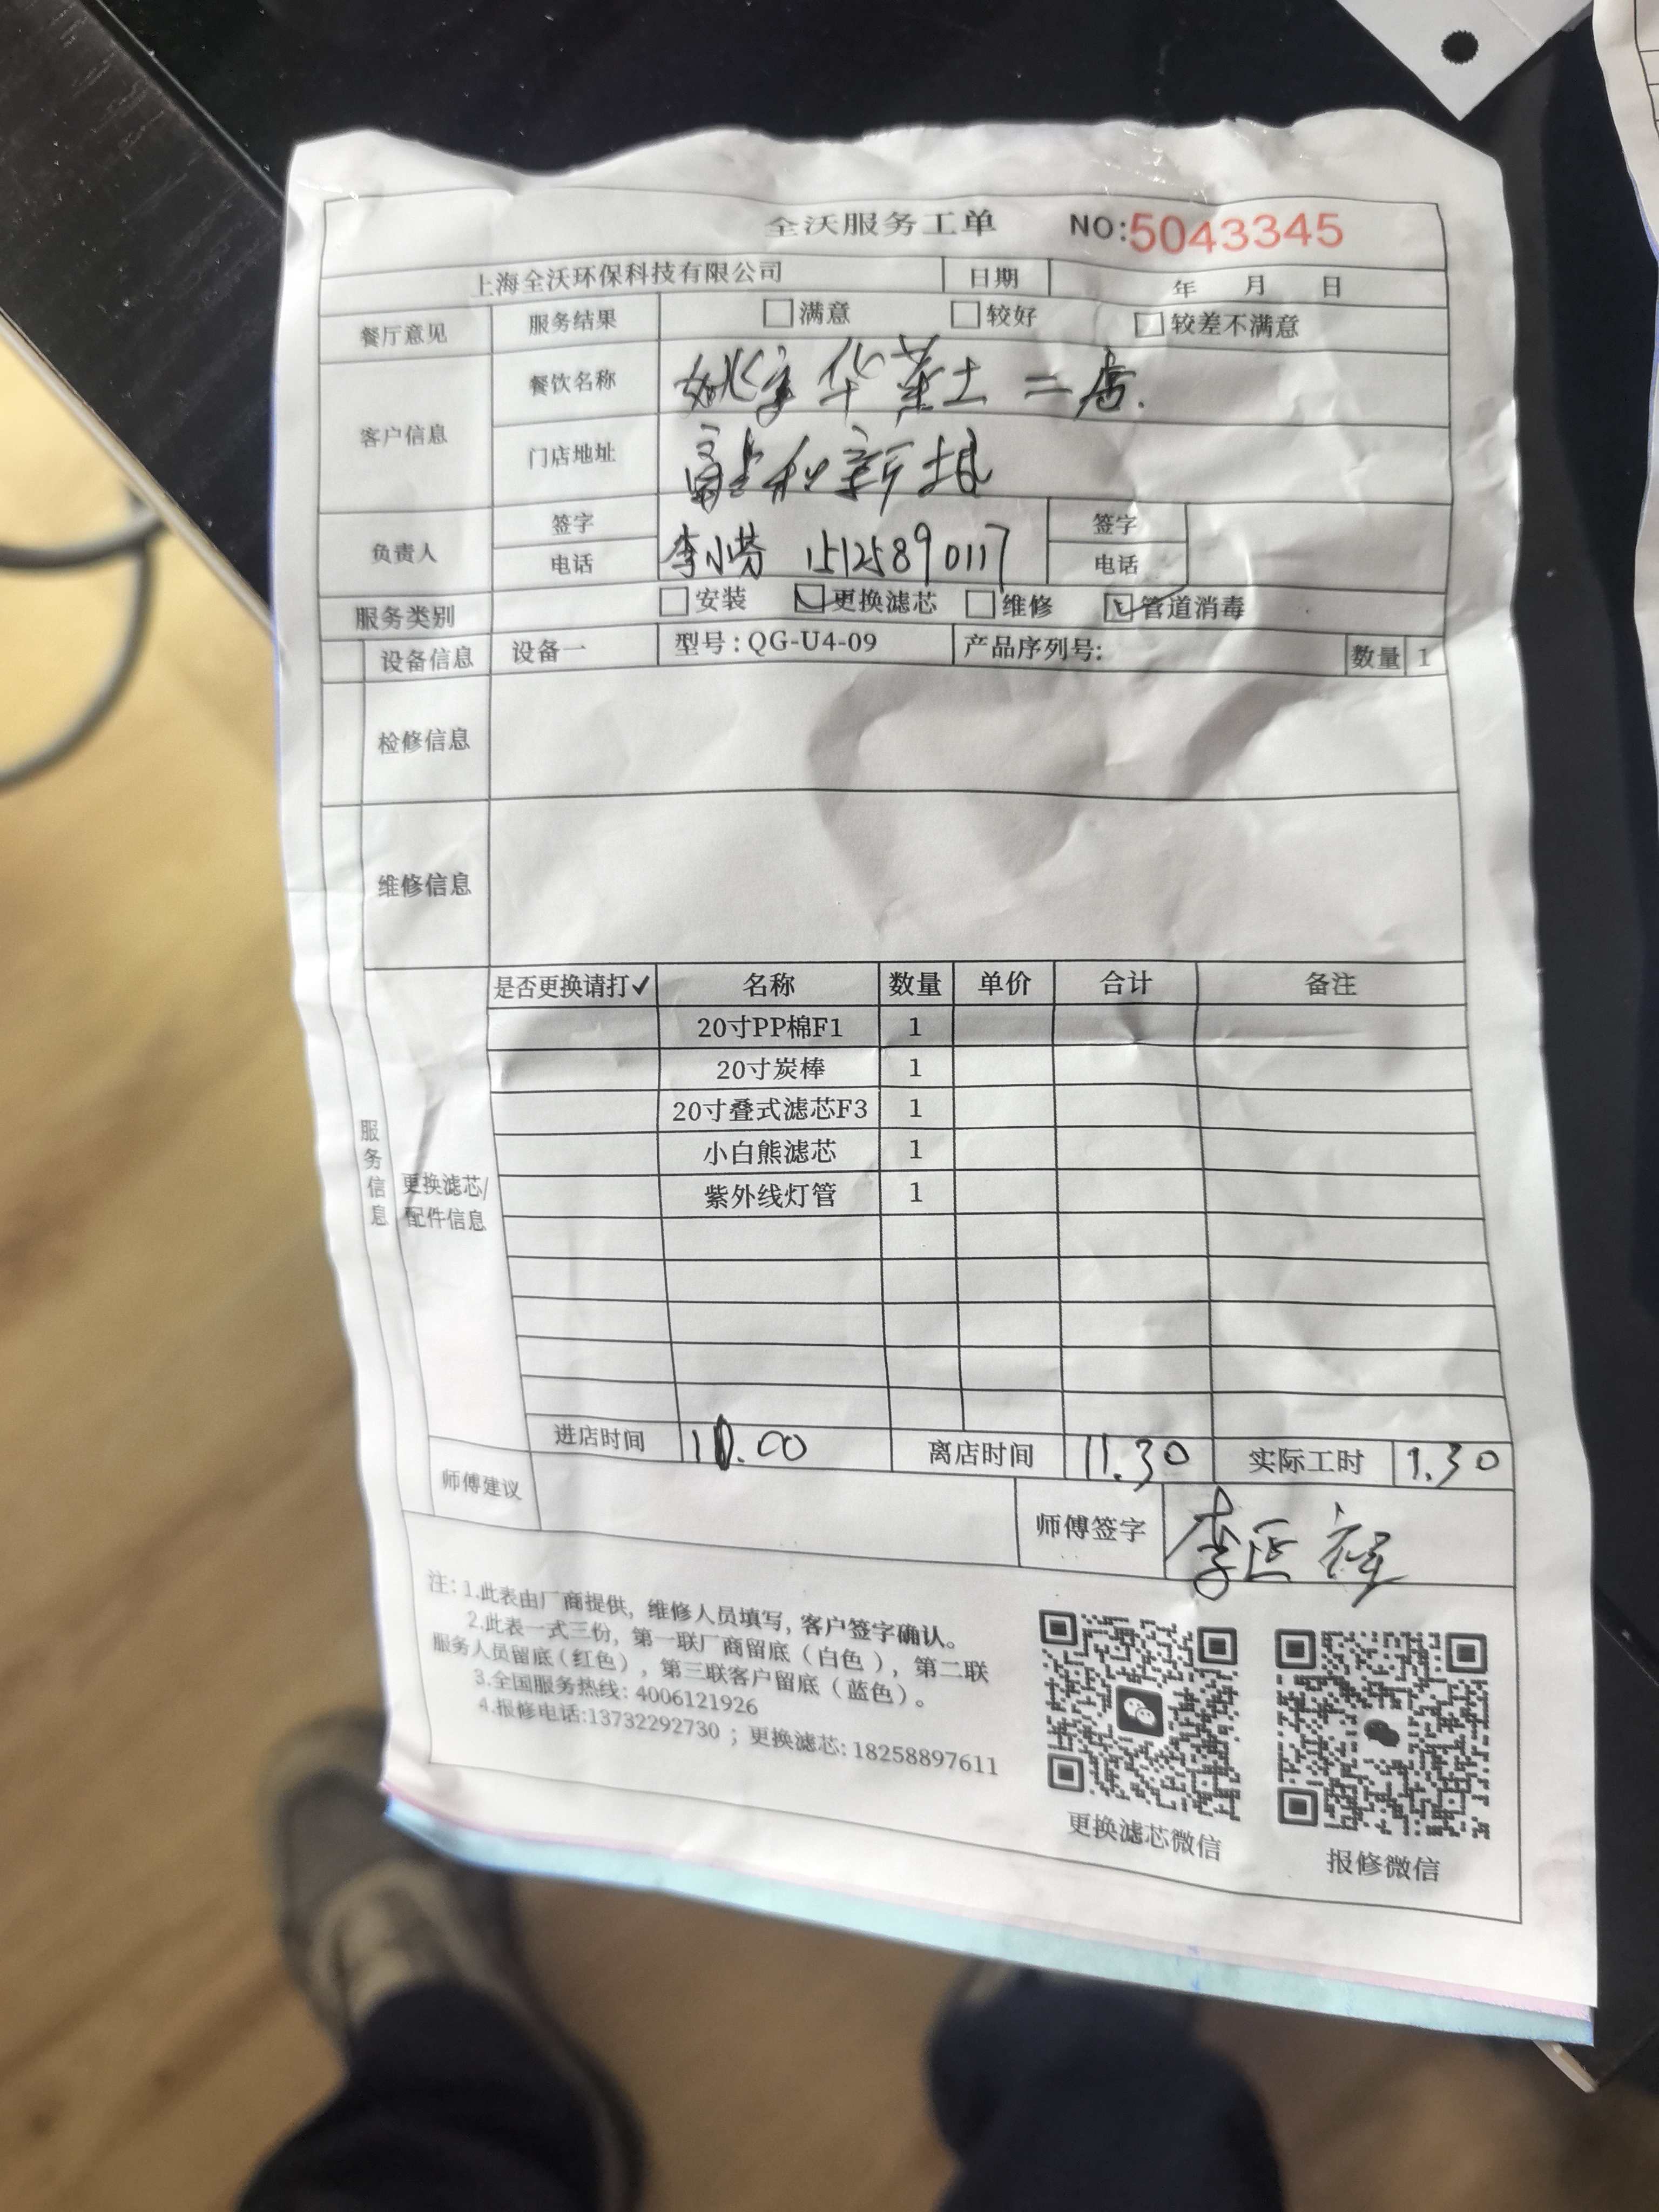 全沃服务工单 NO:5043345
上海全沃环保科技有限公司 日期 年 月 日
餐厅意见 服务结果 满意 较好 较差不满意
客户信息 餐饮名称 姚家华莱士二店.
门店地址
负责人 签字 签字
电话 李小芬 15125890117 电话
服务类别 安装 更换滤芯 维修 管道消毒
设备信息 设备一 型号:QG-U4-09 产品序列号: 数量 1
检修信息
维修信息
服务信息
更换滤芯/
配件信息
是否更换请打✓ 名称 数量 单价 合计 备注
20寸PP棉F1 1
20寸炭棒 1
20寸叠式滤芯F3 1
小白熊滤芯 1
紫外线灯管 1
进店时间 10.00 离店时间 11.30 实际工时 1.30
师傅建议 师傅签字
注: 1.此表由厂商提供, 维修人员填写, 客户签字确认。
2.此表一式三份, 第一联厂商留底(白色), 第二联
服务人员留底(红色), 第三联客户留底(蓝色)。
3.全国服务热线: 4006121926
4.报修电话:13732292730 ; 更换滤芯: 18258897611
更换滤芯微信 报修微信